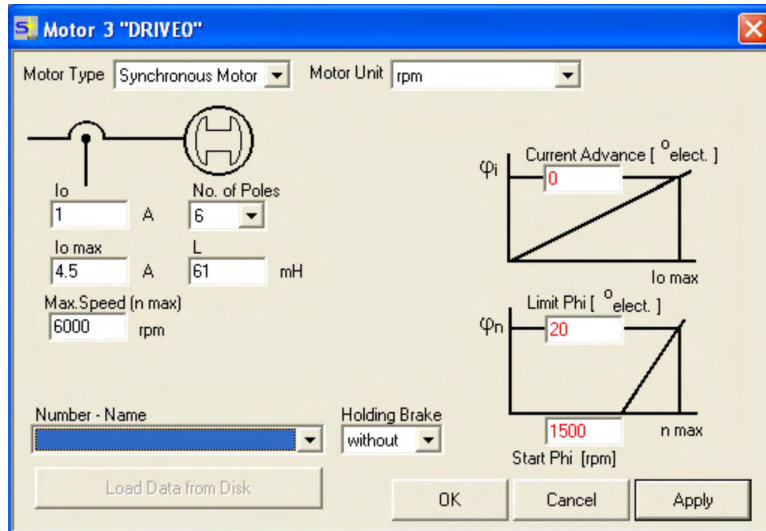 Motor 3 "DRIVE0"
Motor Type Synchronous Motor Motor Unit rpm
Io
1 A
No. of Poles
6
Io max
4.5 A
L
61 mH
Max.Speed (n max)
6000 rpm
Current Advance [ °elect. ]
φi 0
Io max
Limit Phi [ °elect. ]
φn 20
1500 n max
Start Phi [rpm]
Number - Name
Holding Brake
without
Load Data from Disk
OK Cancel Apply